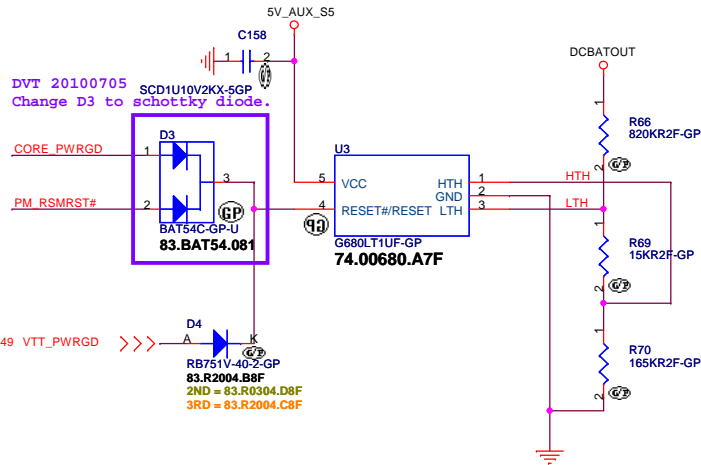 5V_AUX_S5
C158
1 2
G/P
SCD1U10V2KX-5GP
DCBATOUT
DVT 20100705
Change D3 to schottky diode.
D3
CORE_PWRGD 1
3
PM_RSMRST# 2
GP
BAT54C-GP-U
83.BAT54.081
U3
5 VCC
4 RESET#/RESET
HTH 1
GND 2
LTH 3
GP
G680LT1UF-GP
74.00680.A7F
HTH
LTH
1
R66
820KR2F-GP
2
G/P
1
R69
15KR2F-GP
2
G/P
1
R70
165KR2F-GP
2
G/P
D4
49 VTT_PWRGD
A K
G/P
RB751V-40-2-GP
83.R2004.B8F
2ND = 83.R0304.D8F
3RD = 83.R2004.C8F